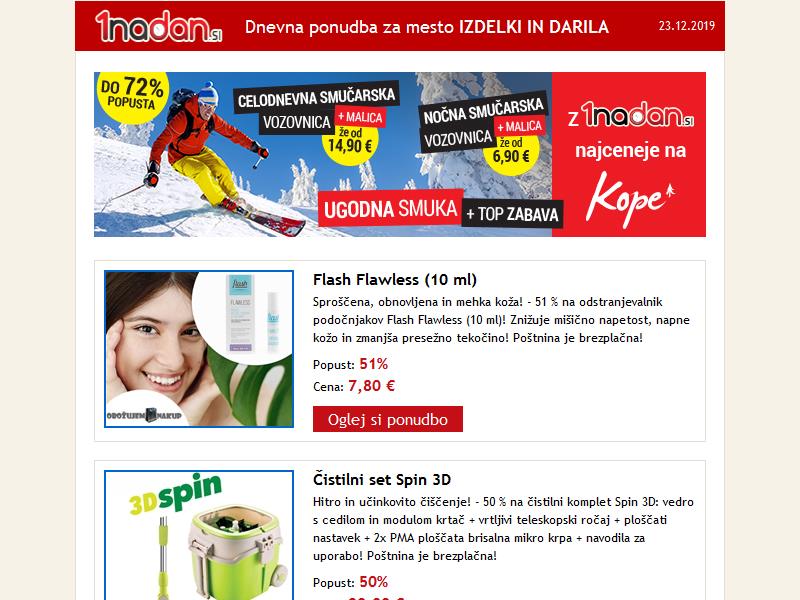 1nadan.si
Dnevna ponudba za mesto IZDELKI IN DARILA
23.12.2019
DO 72%
POPUSTA
CELODNEVNA SMUČARSKA
VOZOVNICA + MALICA
že od
14,90 €
NOČNA SMUČARSKA
VOZOVNICA + MALICA
že od
6,90 €
UGODNA SMUKA + TOP ZABAVA
z 1nadan.si
najceneje na
Kope
Flash Flawless (10 ml)
Sproščena, obnovljena in mehka koža! - 51 % na odstranjevalnik
podočnjakov Flash Flawless (10 ml)! Znižuje mišično napetost, napne
kožo in zmanjša presežno tekočino! Poštnina je brezplačna!
Popust: 51%
Cena: 7,80 €
Oglej si ponudbo
flash
FLAWLESS
OBOŽUJEM NAKUP
Čistilni set Spin 3D
Hitro in učinkovito čiščenje! - 50 % na čistilni komplet Spin 3D: vedro
s cedilom in modulom krtač + vrtljivi teleskopski ročaj + ploščati
nastavek + 2x PMA ploščata brisalna mikro krpa + navodila za
uporabo! Poštnina je brezplačna!
Popust: 50%
3D spin